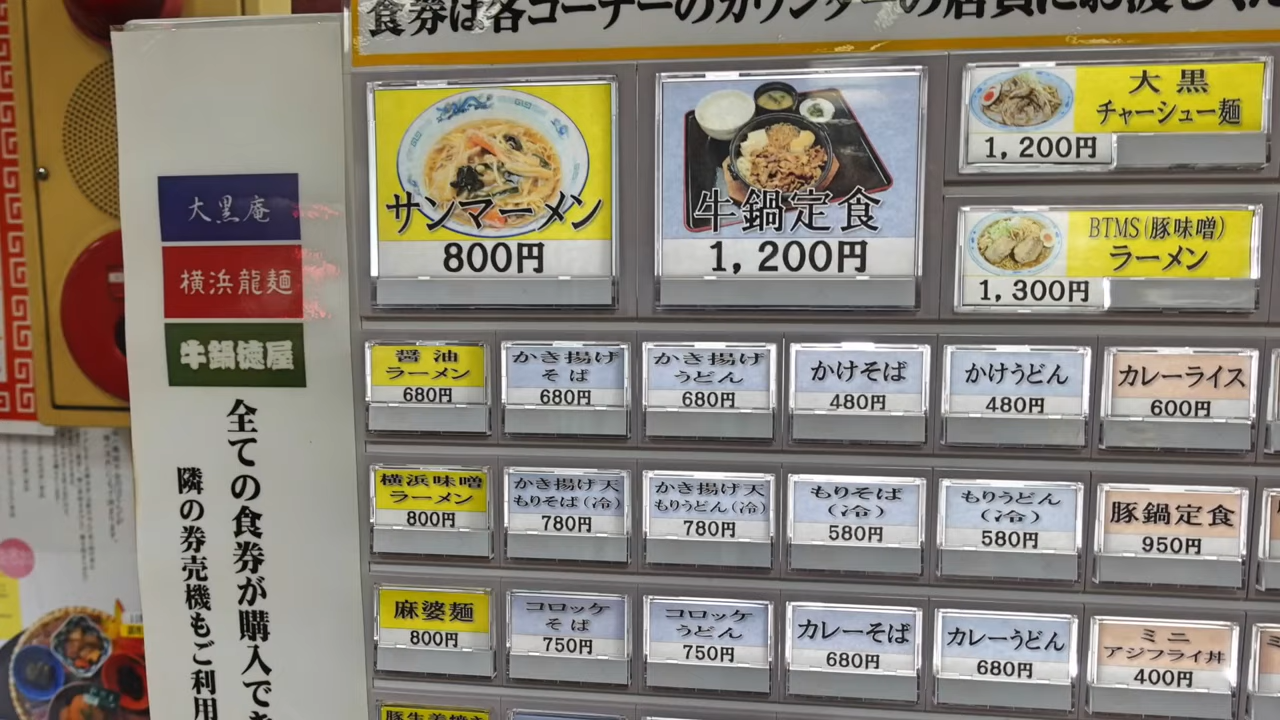 食券は各コーナーのカウンターの店員にお渡しくだ
大黒庵
横浜龍麺
牛鍋徳屋
全ての食券が購入でき
隣の券売機もご利用
サンマーメン
800円
牛鍋定食
1,200円
大黒
チャーシュー麺
1,200円
BTMS(豚味噌)
ラーメン
1,300円
醤油
ラーメン
680円
かき揚げ
そば
680円
かき揚げ
うどん
680円
かけそば
480円
かけうどん
480円
カレーライス
600円
横浜味噌
ラーメン
800円
かき揚げ天
もりそば(冷)
780円
かき揚げ天
もりうどん(冷)
780円
もりそば
(冷)
580円
もりうどん
(冷)
580円
豚鍋定食
950円
麻婆麺
800円
コロッケ
そば
750円
コロッケ
うどん
750円
カレーそば
680円
カレーうどん
680円
ミニ
アジフライ丼
400円
豚生姜焼き